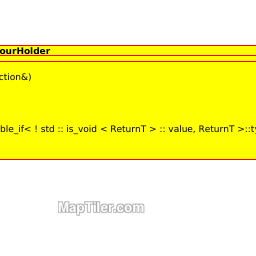 ourHolder
ction&)
ble_if< ! std :: is_void < ReturnT > :: value, ReturnT >::ty
MapTiler.com